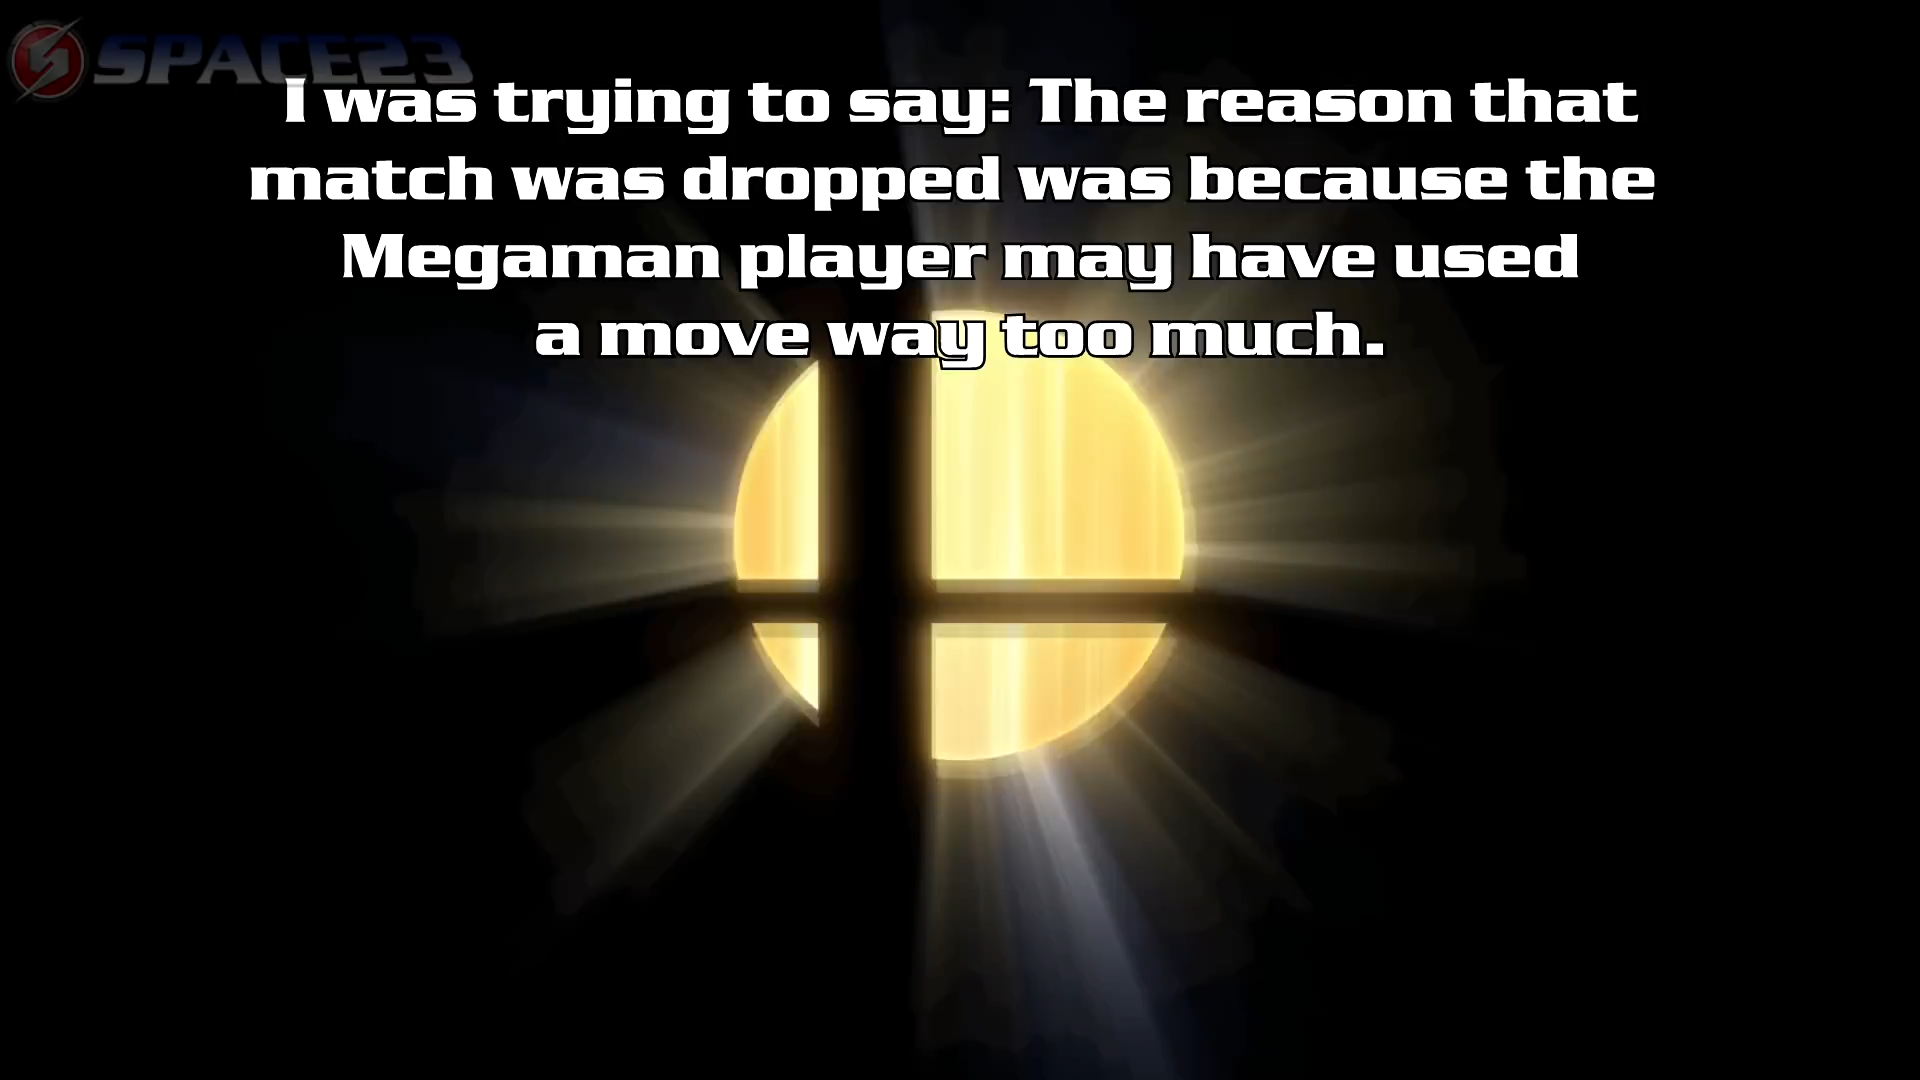 SPACE23
I was trying to say: The reason that
match was dropped was because the
Megaman player may have used
a move way too much.